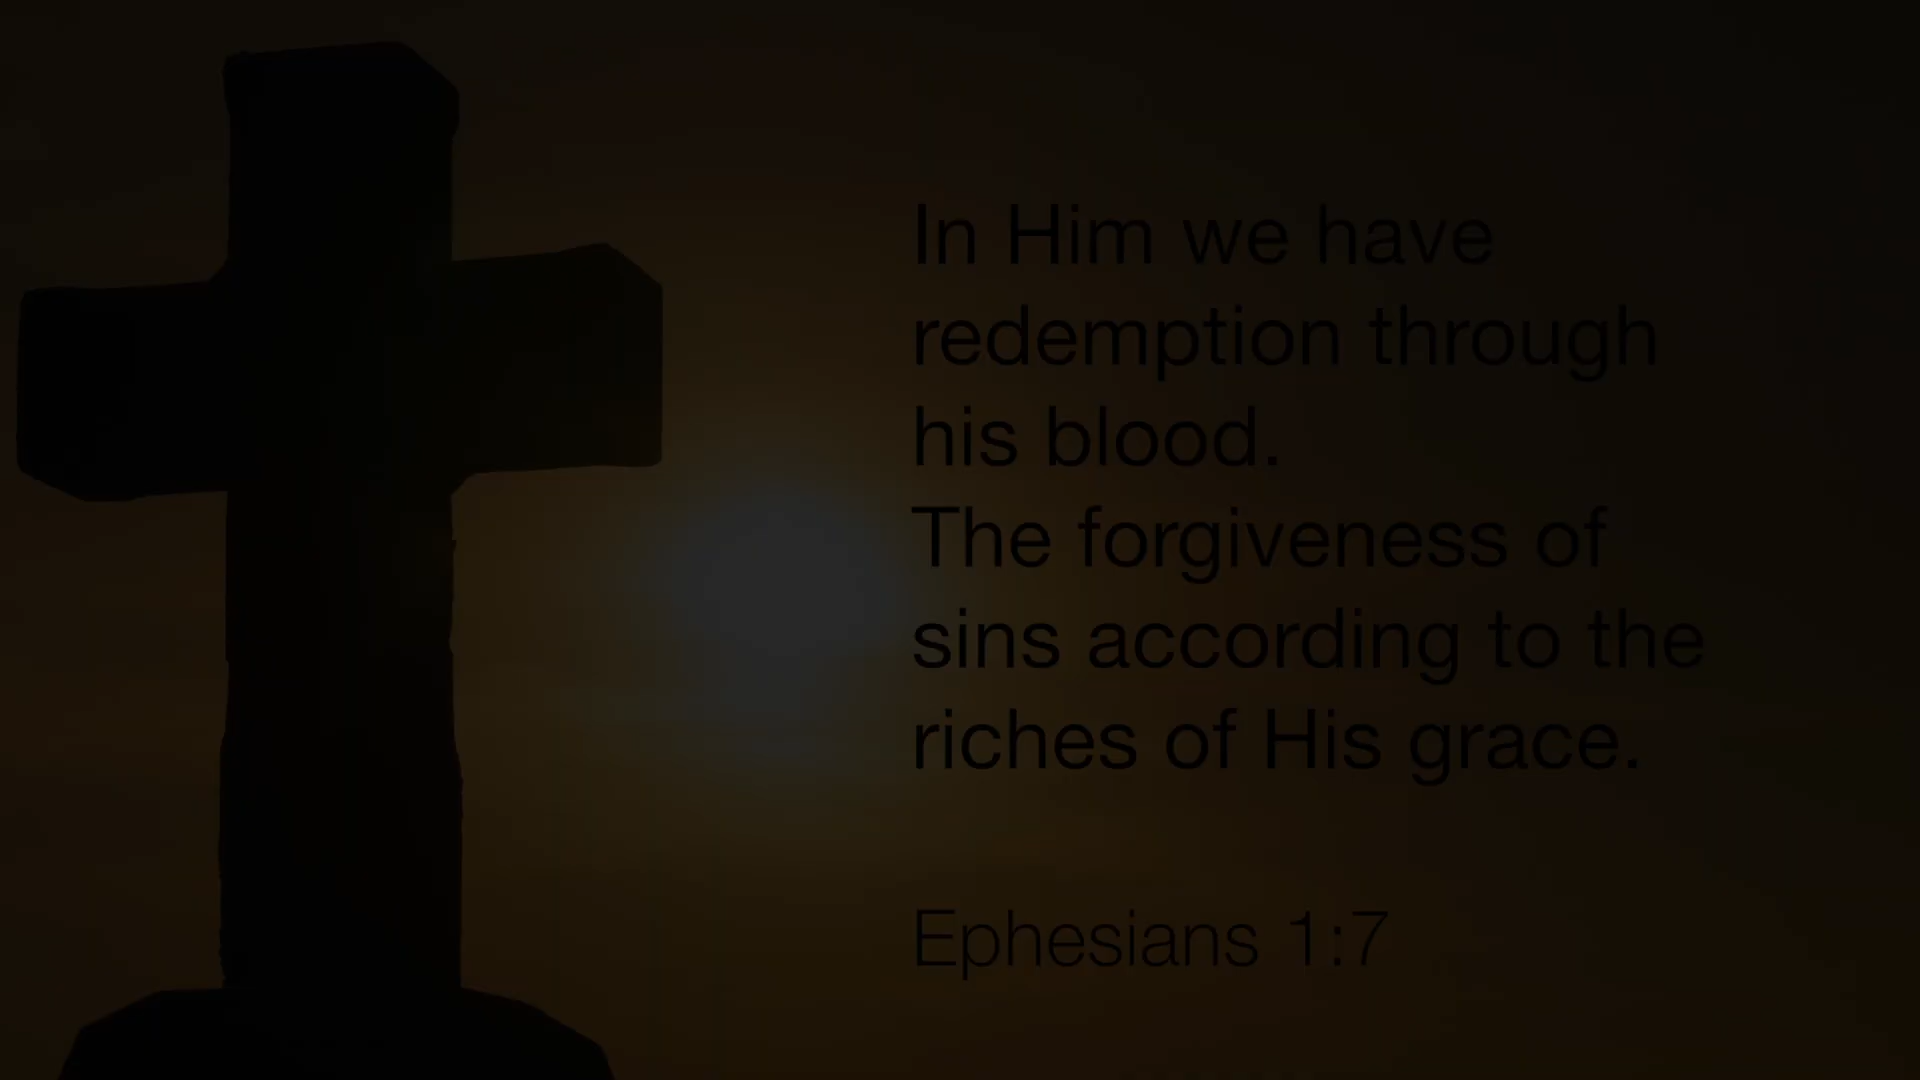 In Him we have
redemption through
his blood.
The forgiveness of
sins according to the
riches of His grace.
Ephesians 1:7